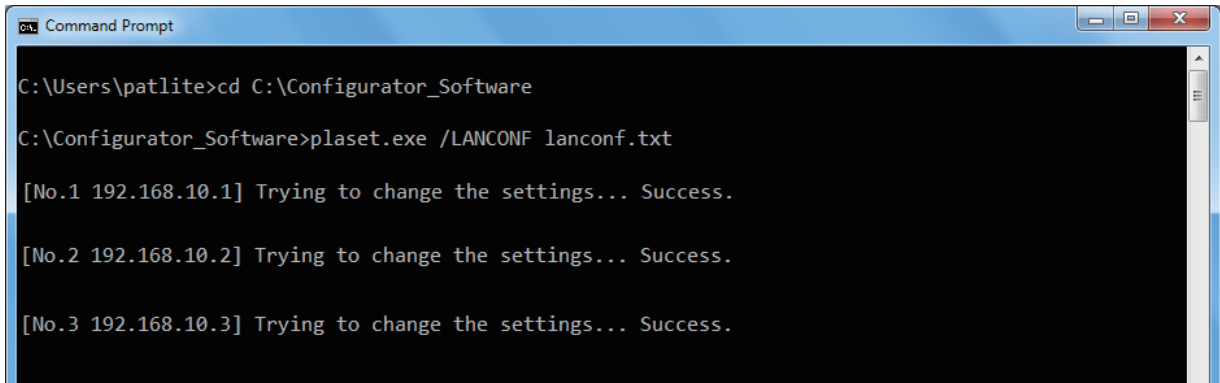 Command Prompt
C:\Users\patlite>cd C:\Configurator_Software
C:\Configurator_Software>plaset.exe /LANCONF lanconf.txt
[No.1 192.168.10.1] Trying to change the settings... Success.
[No.2 192.168.10.2] Trying to change the settings... Success.
[No.3 192.168.10.3] Trying to change the settings... Success.